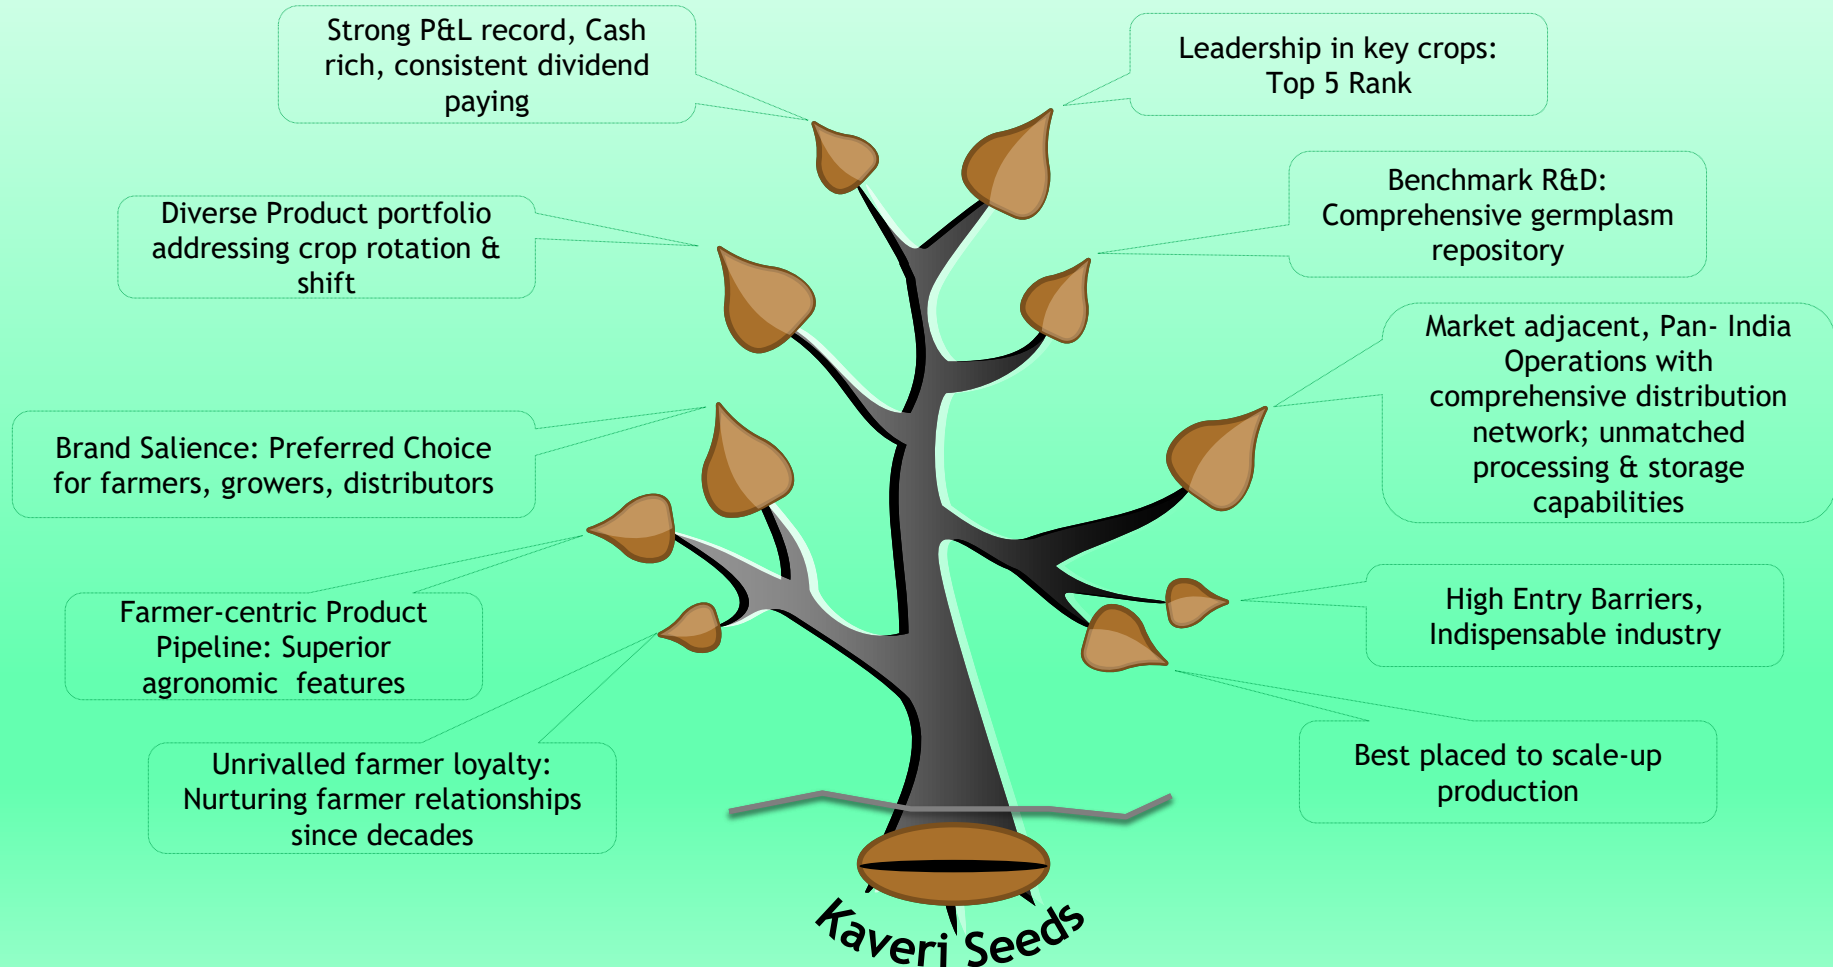 Strong P&L record, Cash
rich, consistent dividend
paying
Leadership in key crops:
Top 5 Rank
Diverse Product portfolio
addressing crop rotation &
shift
Benchmark R&D:
Comprehensive germplasm
repository
Market adjacent, Pan- India
Operations with
comprehensive distribution
network; unmatched
processing & storage
capabilities
Brand Salience: Preferred Choice
for farmers, growers, distributors
Farmer-centric Product
Pipeline: Superior
agronomic  features
High Entry Barriers,
Indispensable industry
Unrivalled farmer loyalty:
Nurturing farmer relationships
since decades
Best placed to scale-up
production
Kaveri Seeds